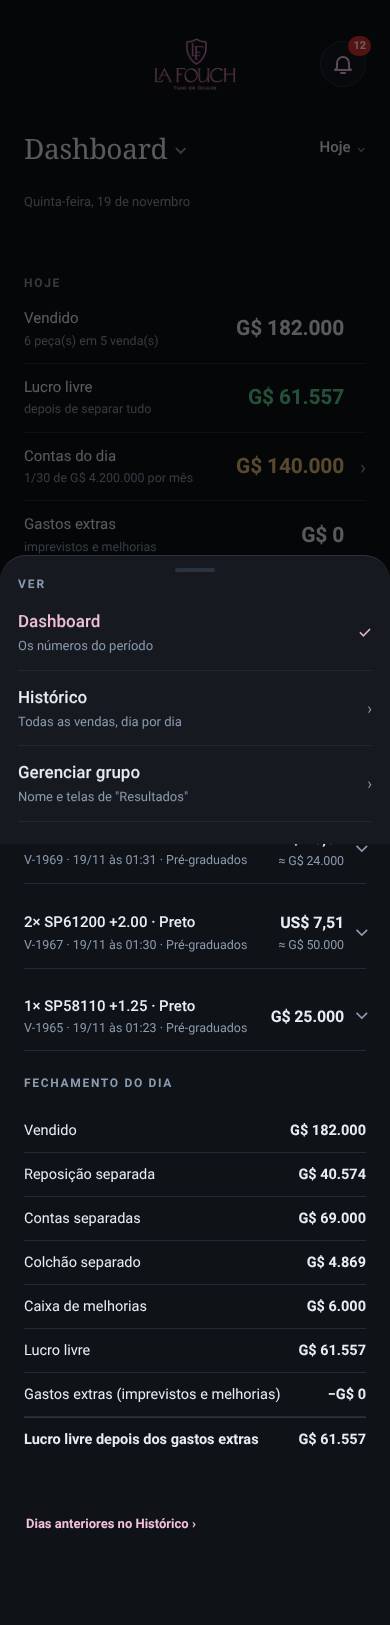 LA FOUCH
12
Dashboard
Hoje
Quinta-feira, 19 de novembro
HOJE
Vendido
G$ 182.000
6 peça(s) em 5 venda(s)
Lucro livre
G$ 61.557
depois de separar tudo
Contas do dia
G$ 140.000
1/30 de G$ 4.200.000 por mês
Gastos extras
G$ 0
imprevistos e melhorias
VER
Dashboard
Os números do período
Histórico
Todas as vendas, dia por dia
Gerenciar grupo
Nome e telas de "Resultados"
V-1969 · 19/11 às 01:31 · Pré-graduados
≈ G$ 24.000
2× SP61200 +2.00 · Preto
US$ 7,51
V-1967 · 19/11 às 01:30 · Pré-graduados
≈ G$ 50.000
1× SP58110 +1.25 · Preto
G$ 25.000
V-1965 · 19/11 às 01:23 · Pré-graduados
FECHAMENTO DO DIA
Vendido G$ 182.000
Reposição separada G$ 40.574
Contas separadas G$ 69.000
Colchão separado G$ 4.869
Caixa de melhorias G$ 6.000
Lucro livre G$ 61.557
Gastos extras (imprevistos e melhorias) −G$ 0
Lucro livre depois dos gastos extras G$ 61.557
Dias anteriores no Histórico ›